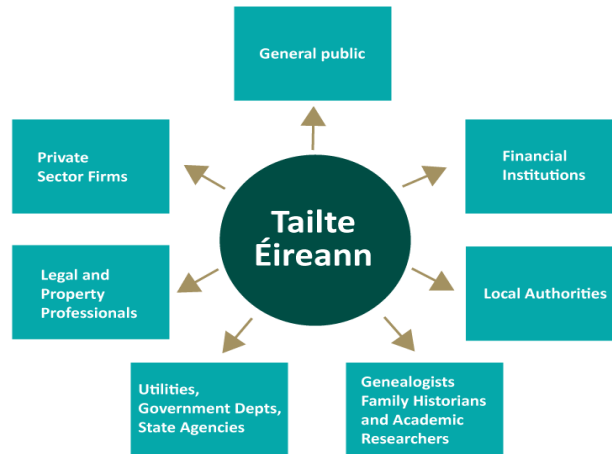 General public
Private
Sector Firms
Financial
Institutions
Tailte
Éireann
Legal and
Property
Professionals
Local Authorities
Utilities,
Government Depts,
State Agencies
Genealogists
Family Historians
and Academic
Researchers